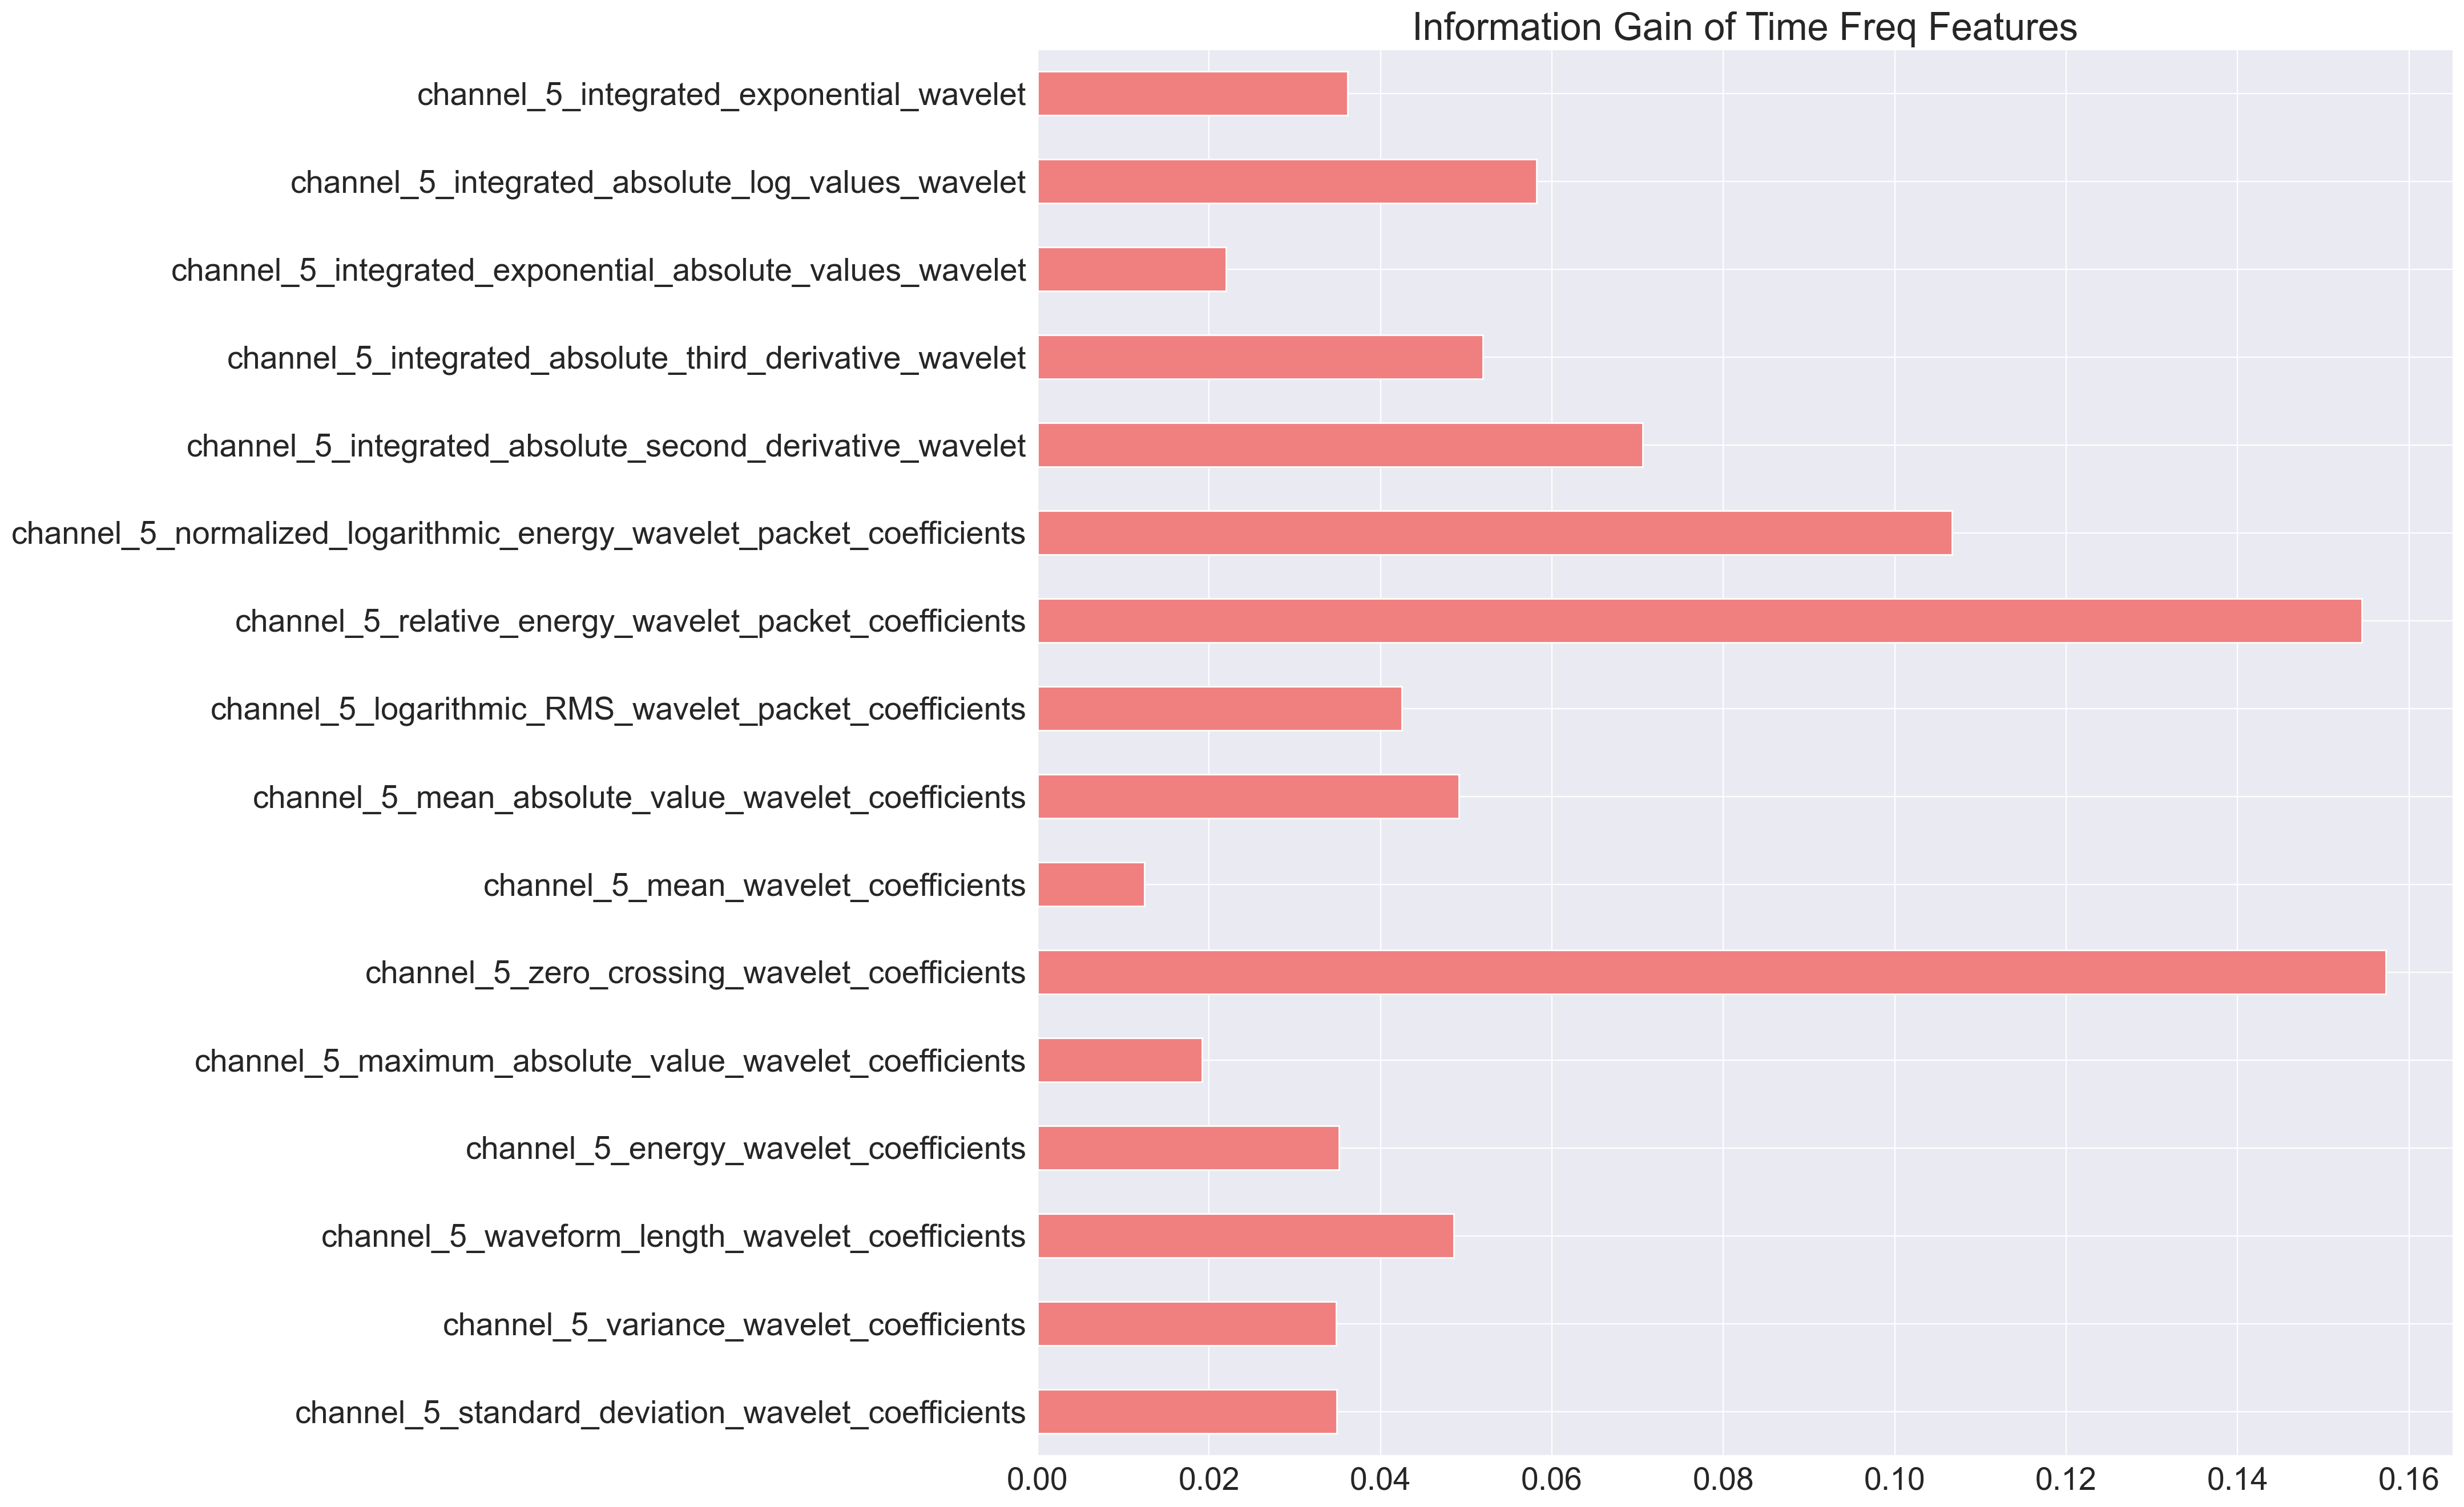 Information Gain of Time Freq Features
channel_5_integrated_exponential_wavelet
channel_5_integrated_absolute_log_values_wavelet
channel_5_integrated_exponential_absolute_values_wavelet
channel_5_integrated_absolute_third_derivative_wavelet
channel_5_integrated_absolute_second_derivative_wavelet
channel_5_normalized_logarithmic_energy_wavelet_packet_coefficients
channel_5_relative_energy_wavelet_packet_coefficients
channel_5_logarithmic_RMS_wavelet_packet_coefficients
channel_5_mean_absolute_value_wavelet_coefficients
channel_5_mean_wavelet_coefficients
channel_5_zero_crossing_wavelet_coefficients
channel_5_maximum_absolute_value_wavelet_coefficients
channel_5_energy_wavelet_coefficients
channel_5_waveform_length_wavelet_coefficients
channel_5_variance_wavelet_coefficients
channel_5_standard_deviation_wavelet_coefficients
0.00 0.02 0.04 0.06 0.08 0.10 0.12 0.14 0.16